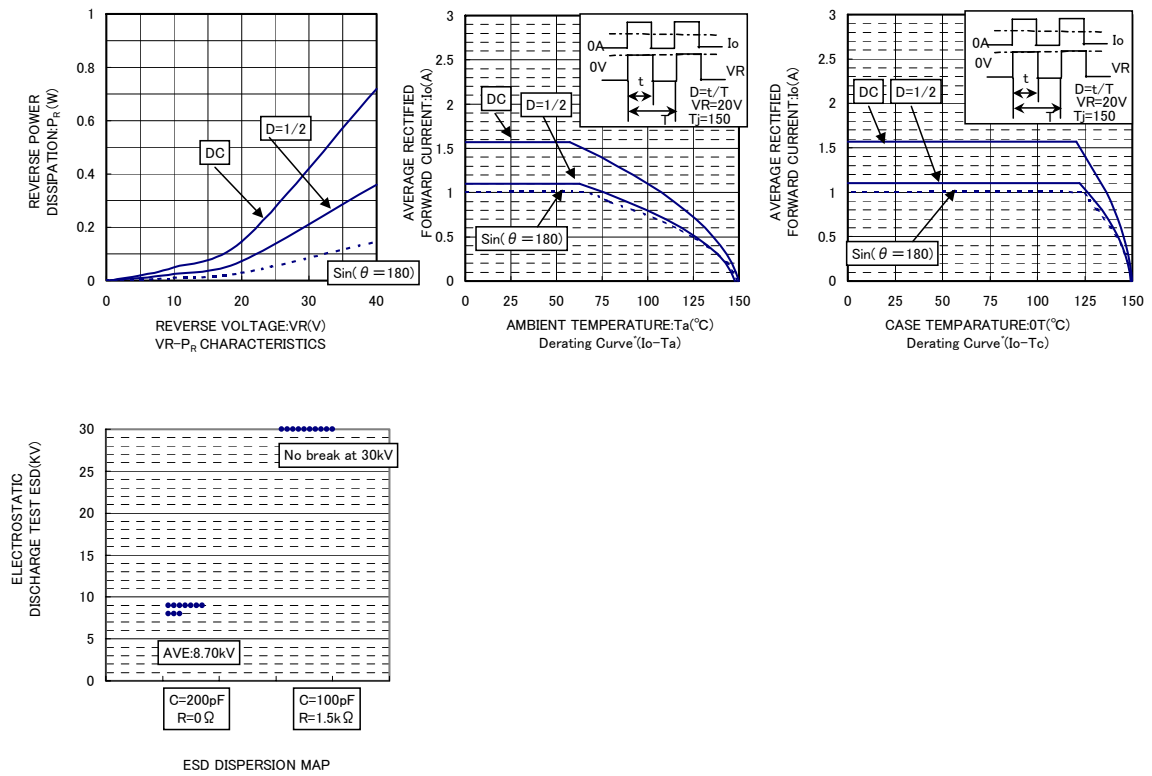 1
0.8
0.6
0.4
0.2
0
REVERSE POWER
DISSIPATION:PR (W)
DC
D=1/2
Sin(θ=180)
0 10 20 30 40
REVERSE VOLTAGE:VR(V)
VR-PR CHARACTERISTICS
3
2.5
2
1.5
1
0.5
0
AVERAGE RECTIFIED
FORWARD CURRENT:Io(A)
0A
Io
0V
VR
t
T
D=t/T
VR=20V
Tj=150
DC
D=1/2
Sin(θ=180)
0 25 50 75 100 125 150
AMBIENT TEMPERATURE:Ta(℃)
Derating Curve"(Io-Ta)
3
2.5
2
1.5
1
0.5
0
AVERAGE RECTIFIED
FORWARD CURRENT:Io(A)
0A
Io
0V
VR
t
T
D=t/T
VR=20V
Tj=150
DC
D=1/2
Sin(θ=180)
0 25 50 75 100 125 150
CASE TEMPARATURE:0T(℃)
Derating Curve"(Io-Tc)
30
25
20
15
10
5
0
ELECTROSTATIC
DISCHARGE TEST ESD(KV)
No break at 30kV
AVE:8.70kV
C=200pF
R=0Ω
C=100pF
R=1.5kΩ
ESD DISPERSION MAP